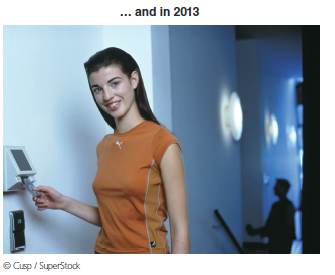 ... and in 2013
© Cusp / SuperStock